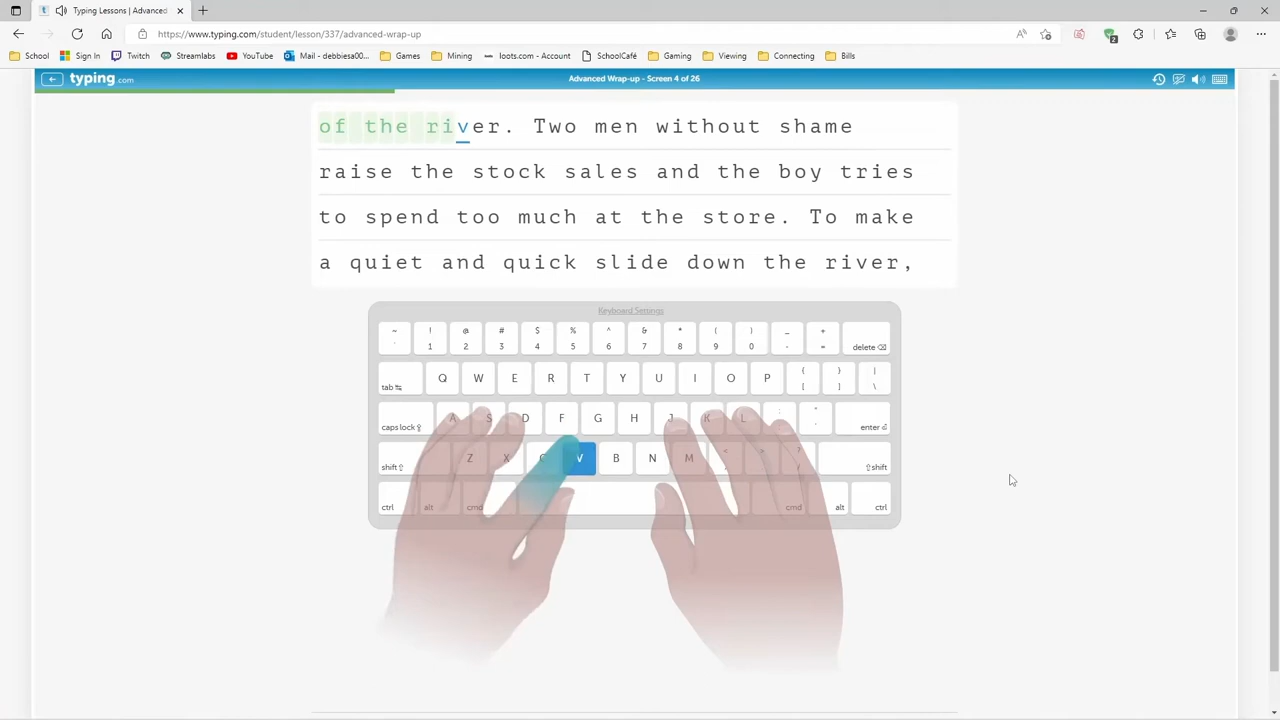 Typing Lessons | Advanced
https://www.typing.com/student/lesson/337/advanced-wrap-up
School Sign In Twitch Streamlabs YouTube Mail - debbiesa00... Games Mining loots.com - Account SchoolCafé Gaming Viewing Connecting Bills
typing.com
Advanced Wrap-up - Screen 4 of 26
of the river. Two men without shame
raise the stock sales and the boy tries
to spend too much at the store. To make
a quiet and quick slide down the river,
Keyboard Settings
~ ! @ # $ % ^ & * ( ) _ +
` 1 2 3 4 5 6 7 8 9 0 - = delete
tab Q W E R T Y U I O P { [ } ] | \
caps lock A S D F G H J K L : " ' enter
shift Z X C V B N M < > ? / shift
ctrl alt cmd cmd alt ctrl